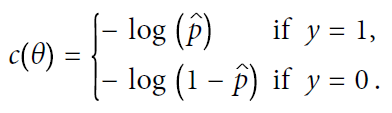 c(θ) = { − log (p̂) if y = 1,
− log (1 − p̂) if y = 0 .